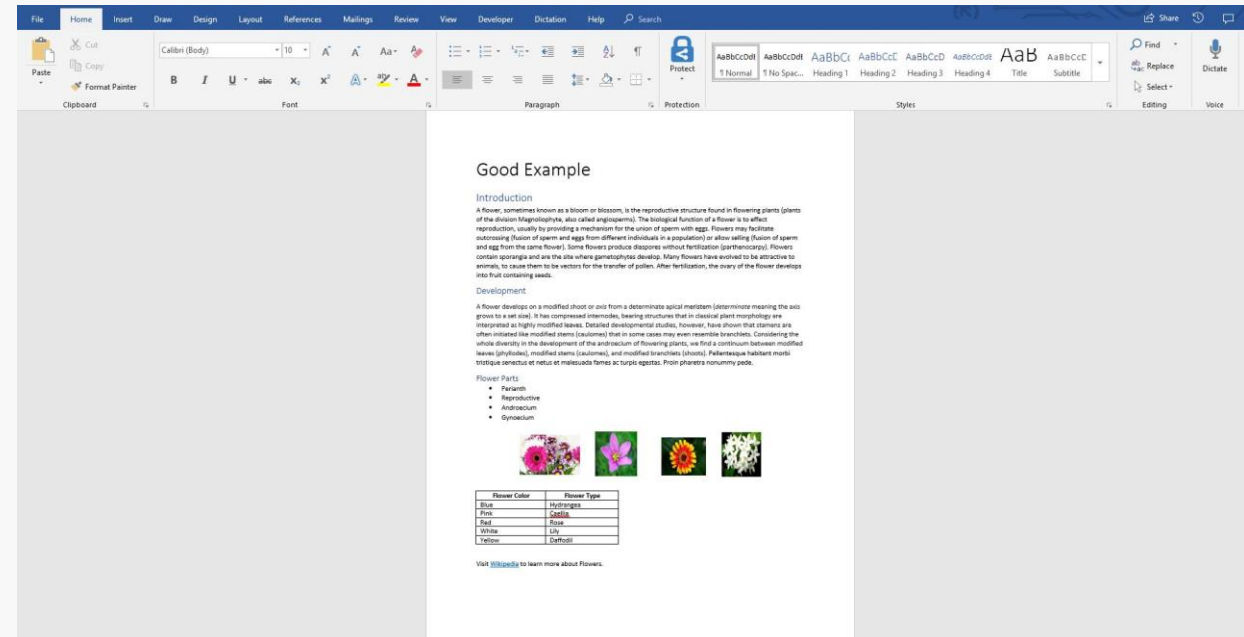 File Home Insert Draw Design Layout References Mailings Review View Developer Dictation Help Search Share
Paste
Cut
Copy
Format Painter
Clipboard
Calibri (Body) 10
Font
Paragraph
Protect
Protection
AaBbCcDdI AaBbCcDdI AaBbCc AaBbCcC AaBbCcD AaBbCcDdI AaB AaBbCcC
¶ Normal ¶ No Spac... Heading 1 Heading 2 Heading 3 Heading 4 Title Subtitle
Styles
Find
Replace
Select
Editing
Dictate
Voice
Good Example
Introduction
A flower, sometimes known as a bloom or blossom, is the reproductive structure found in flowering plants (plants
of the division Magnoliophyta, also called angiosperms). The biological function of a flower is to effect
reproduction, usually by providing a mechanism for the union of sperm with eggs. Flowers may facilitate
outcrossing (fusion of sperm and eggs from different individuals in a population) or allow selfing (fusion of sperm
and egg from the same flower). Some flowers produce diaspores without fertilization (parthenocarpy). Flowers
contain sporangia and are the site where gametophytes develop. Many flowers have evolved to be attractive to
animals, to cause them to be vectors for the transfer of pollen. After fertilization, the ovary of the flower develops
into fruit containing seeds.
Development
A flower develops on a modified shoot or axis from a determinate apical meristem (determinate meaning the axis
grows to a set size). It has compressed internodes, bearing structures that in classical plant morphology are
interpreted as highly modified leaves. Detailed developmental studies, however, have shown that stamens are
often initiated like modified stems (caulomes) that in some cases may even resemble branchlets. Considering the
whole diversity in the development of the androecium of flowering plants, we find a continuum between modified
leaves (phyllodes), modified stems (caulomes), and modified branchlets (shoots). Pellentesque habitant morbi
tristique senectus et netus et malesuada fames ac turpis egestas. Proin pharetra nonummy pede.
Flower Parts
• Perianth
• Reproductive
• Androecium
• Gynoecium
Flower Color Flower Type
Blue Hydrangea
Pink
Red Rose
White Lily
Yellow Daffodil
Visit Wikipedia to learn more about Flowers.